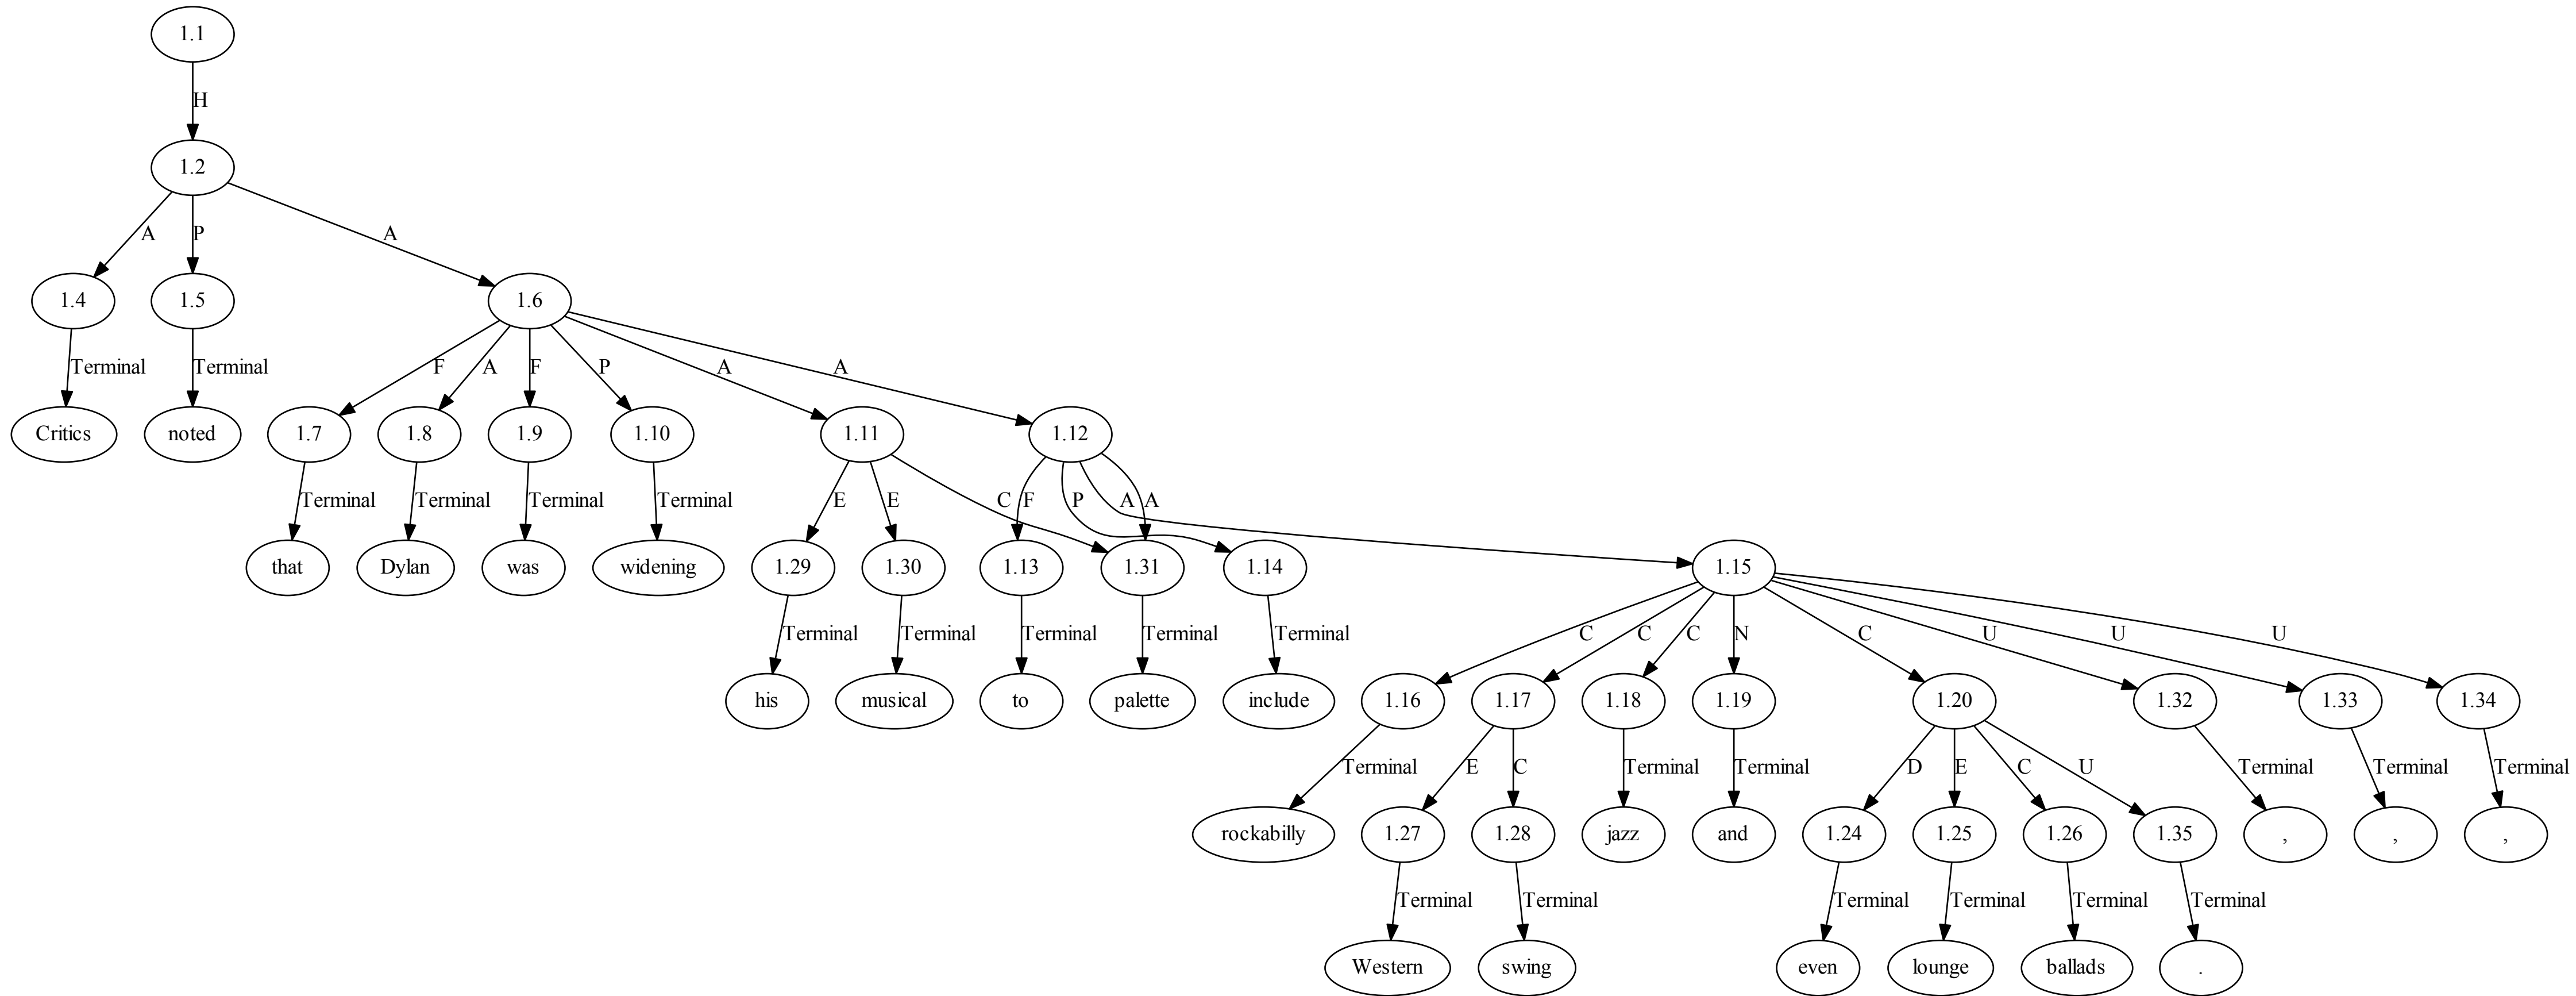 1.1
H
1.2
A P A
1.4 1.5 1.6
Terminal Terminal F A F P A A
Critics noted 1.7 1.8 1.9 1.10 1.11 1.12
Terminal Terminal Terminal Terminal E E C F P A A
that Dylan was widening 1.29 1.30 1.13 1.31 1.14 1.15
Terminal Terminal Terminal Terminal Terminal C C C N C U U U
his musical to palette include 1.16 1.17 1.18 1.19 1.20 1.32 1.33 1.34
Terminal E C Terminal Terminal D E C U Terminal Terminal Terminal
rockabilly 1.27 1.28 jazz and 1.24 1.25 1.26 1.35 , , ,
Terminal Terminal Terminal Terminal Terminal Terminal
Western swing even lounge ballads .